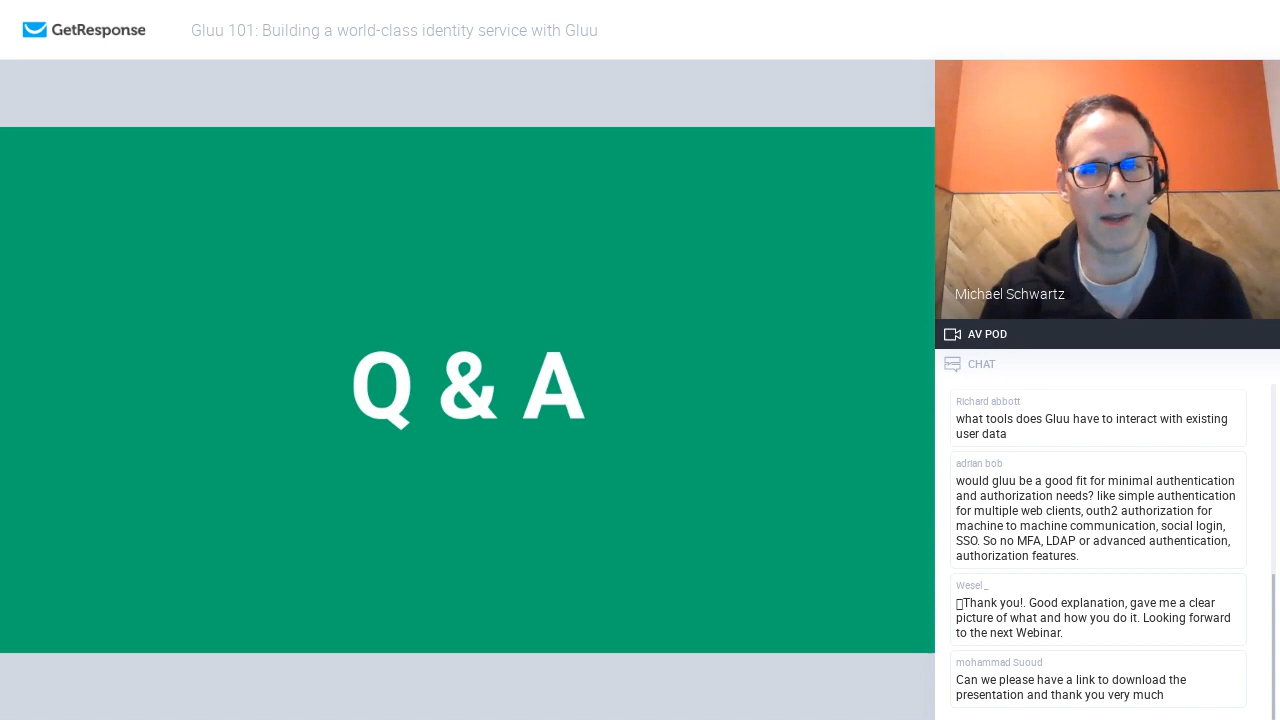 GetResponse
Gluu 101: Building a world-class identity service with Gluu
Q & A
Michael Schwartz
AV POD
CHAT
Richard abbott
what tools does Gluu have to interact with existing
user data
adrian bob
would gluu be a good fit for minimal authentication
and authorization needs? like simple authentication
for multiple web clients, outh2 authorization for
machine to machine communication, social login,
SSO. So no MFA, LDAP or advanced authentication,
authorization features.
Wesel _
Thank you!. Good explanation, gave me a clear
picture of what and how you do it. Looking forward
to the next Webinar.
mohammad Suoud
Can we please have a link to download the
presentation and thank you very much